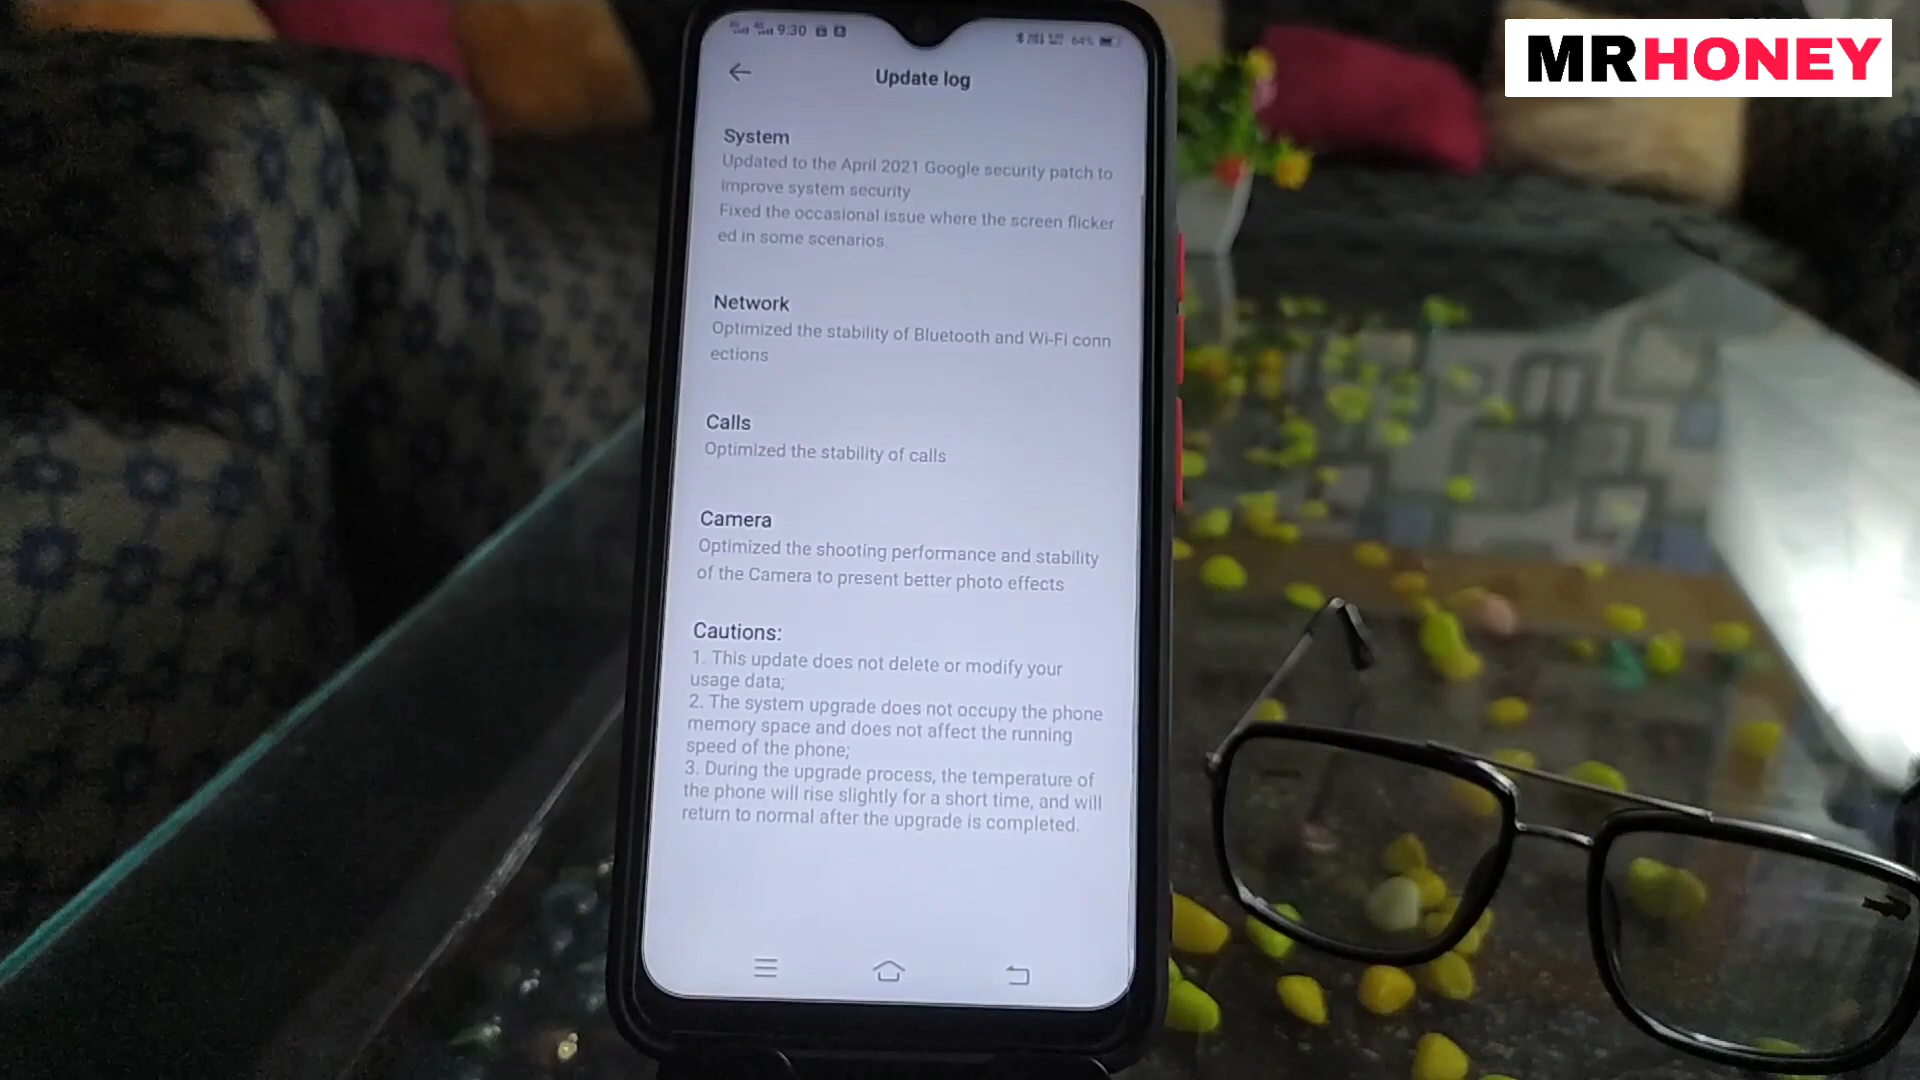 MRHONEY
9:30 64%
Update log
System
Updated to the April 2021 Google security patch to
improve system security
Fixed the occasional issue where the screen flicker
ed in some scenarios.
Network
Optimized the stability of Bluetooth and Wi-Fi conn
ections
Calls
Optimized the stability of calls
Camera
Optimized the shooting performance and stability
of the Camera to present better photo effects
Cautions:
1. This update does not delete or modify your
usage data;
2. The system upgrade does not occupy the phone
memory space and does not affect the running
speed of the phone;
3. During the upgrade process, the temperature of
the phone will rise slightly for a short time, and will
return to normal after the upgrade is completed.